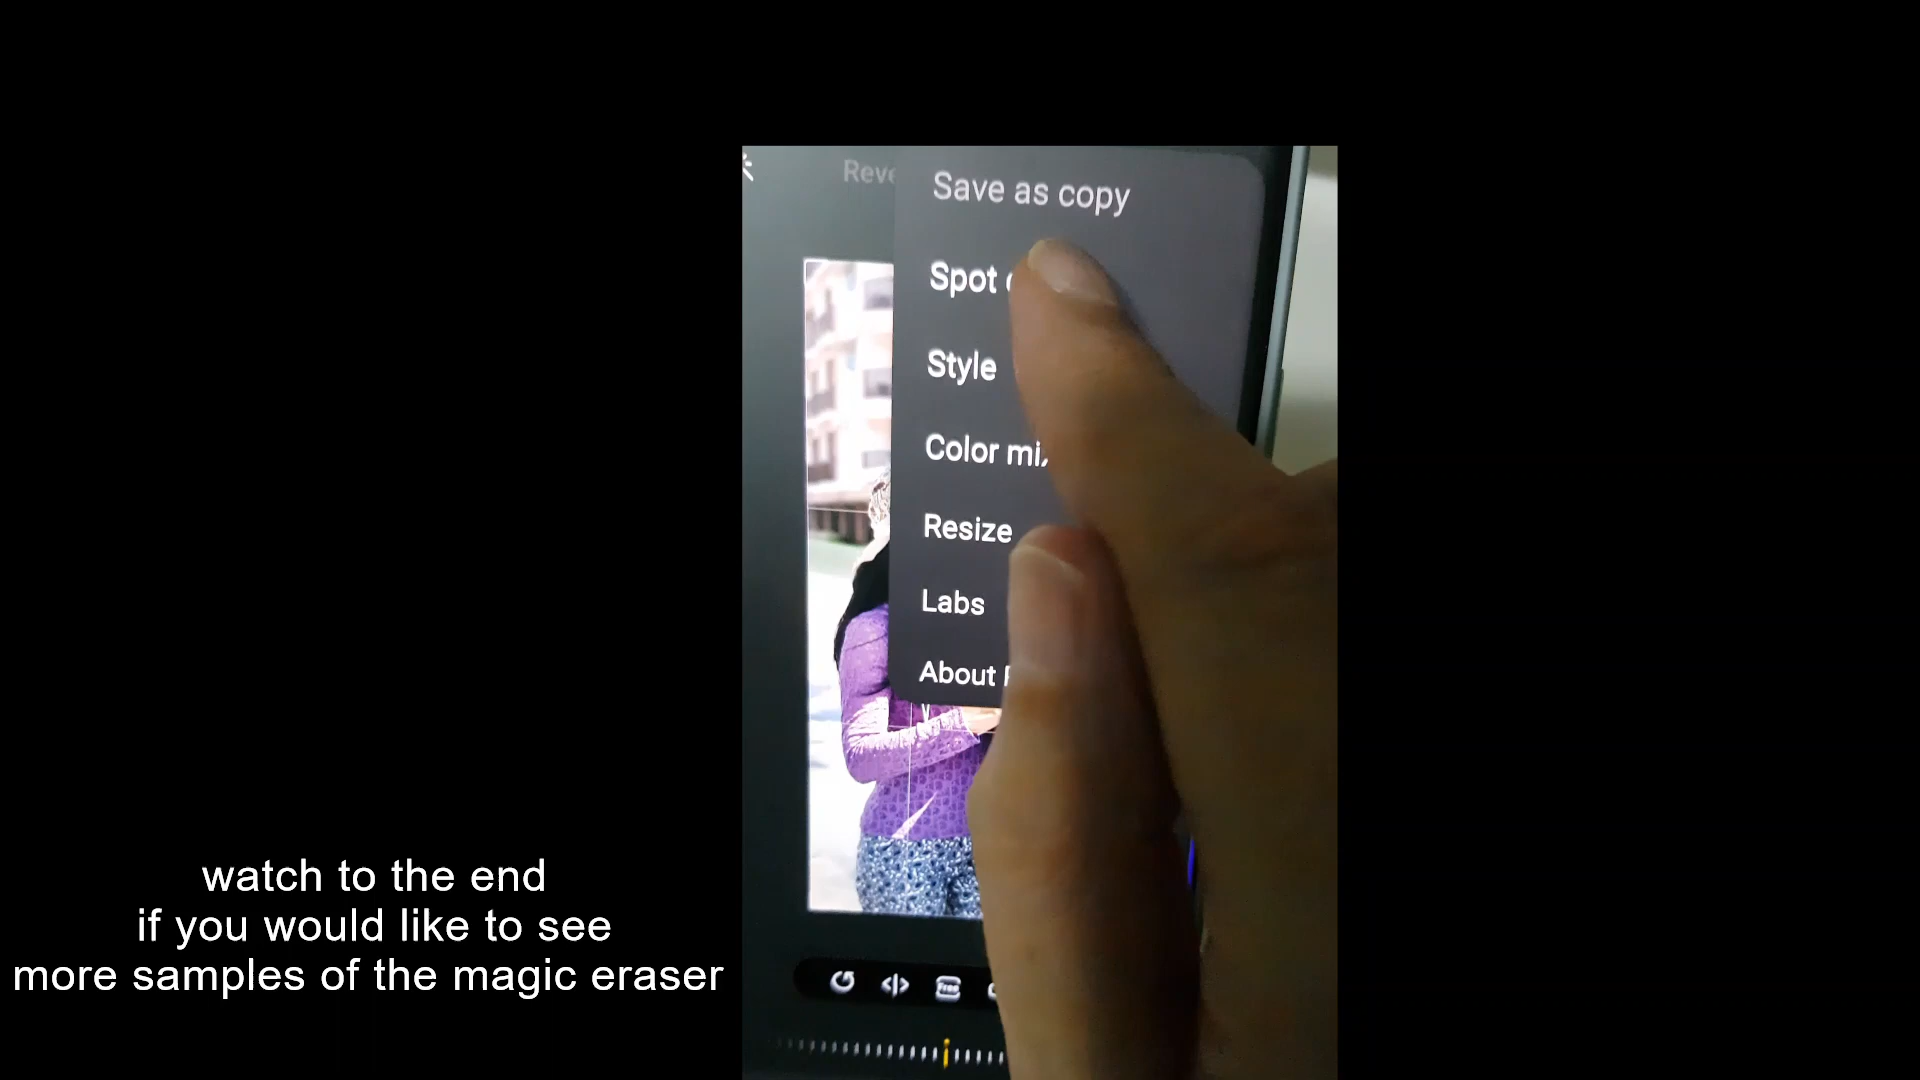 Save as copy
Spot
Style
Color
Resize
Labs
About
Free
watch to the end
if you would like to see
more samples of the magic eraser